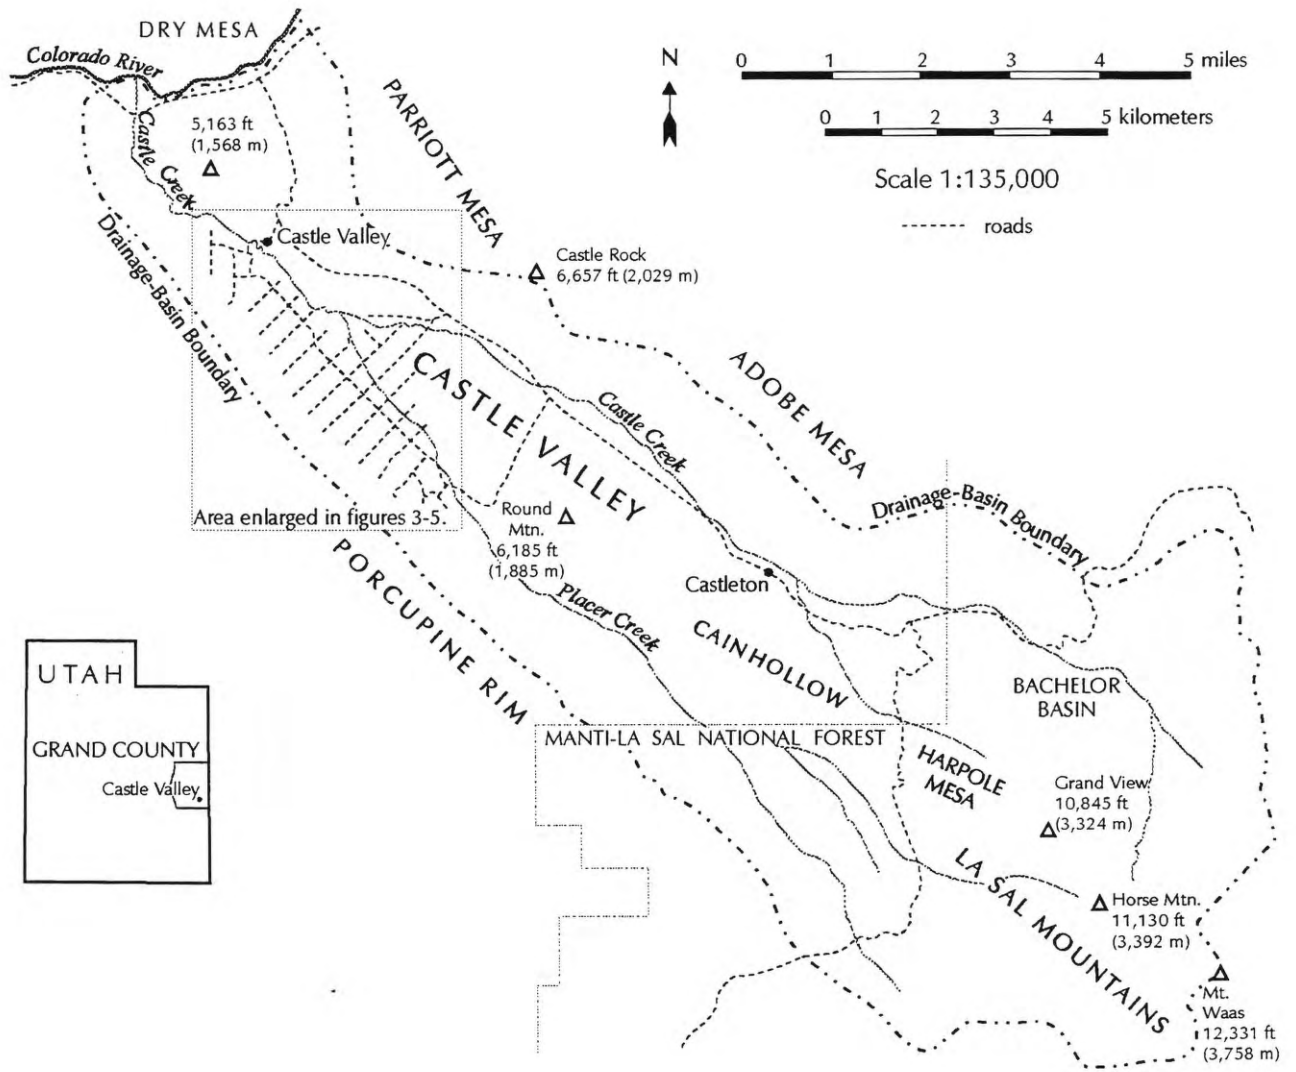 DRY MESA
Colorado River
N
0 1 2 3 4 5 miles
0 1 2 3 4 5 kilometers
Scale 1:135,000
roads
PARRIOTT MESA
5,163 ft
(1,568 m)
Castle Creek
Castle Valley
Drainage-Basin Boundary
Castle Rock
6,657 ft (2,029 m)
CASTLE VALLEY
Castle Creek
ADOBE MESA
Drainage-Basin Boundary
Area enlarged in figures 3-5.
Round
Mtn.
6,185 ft
(1,885 m)
PORCUPINE RIM
Placer Creek
Castleton
CAIN HOLLOW
BACHELOR
BASIN
UTAH
GRAND COUNTY
Castle Valley
MANTI-LA SAL NATIONAL FOREST
HARPOLE
MESA
Grand View
10,845 ft
(3,324 m)
LA SAL MOUNTAINS
Horse Mtn.
11,130 ft
(3,392 m)
Mt.
Waas
12,331 ft
(3,758 m)